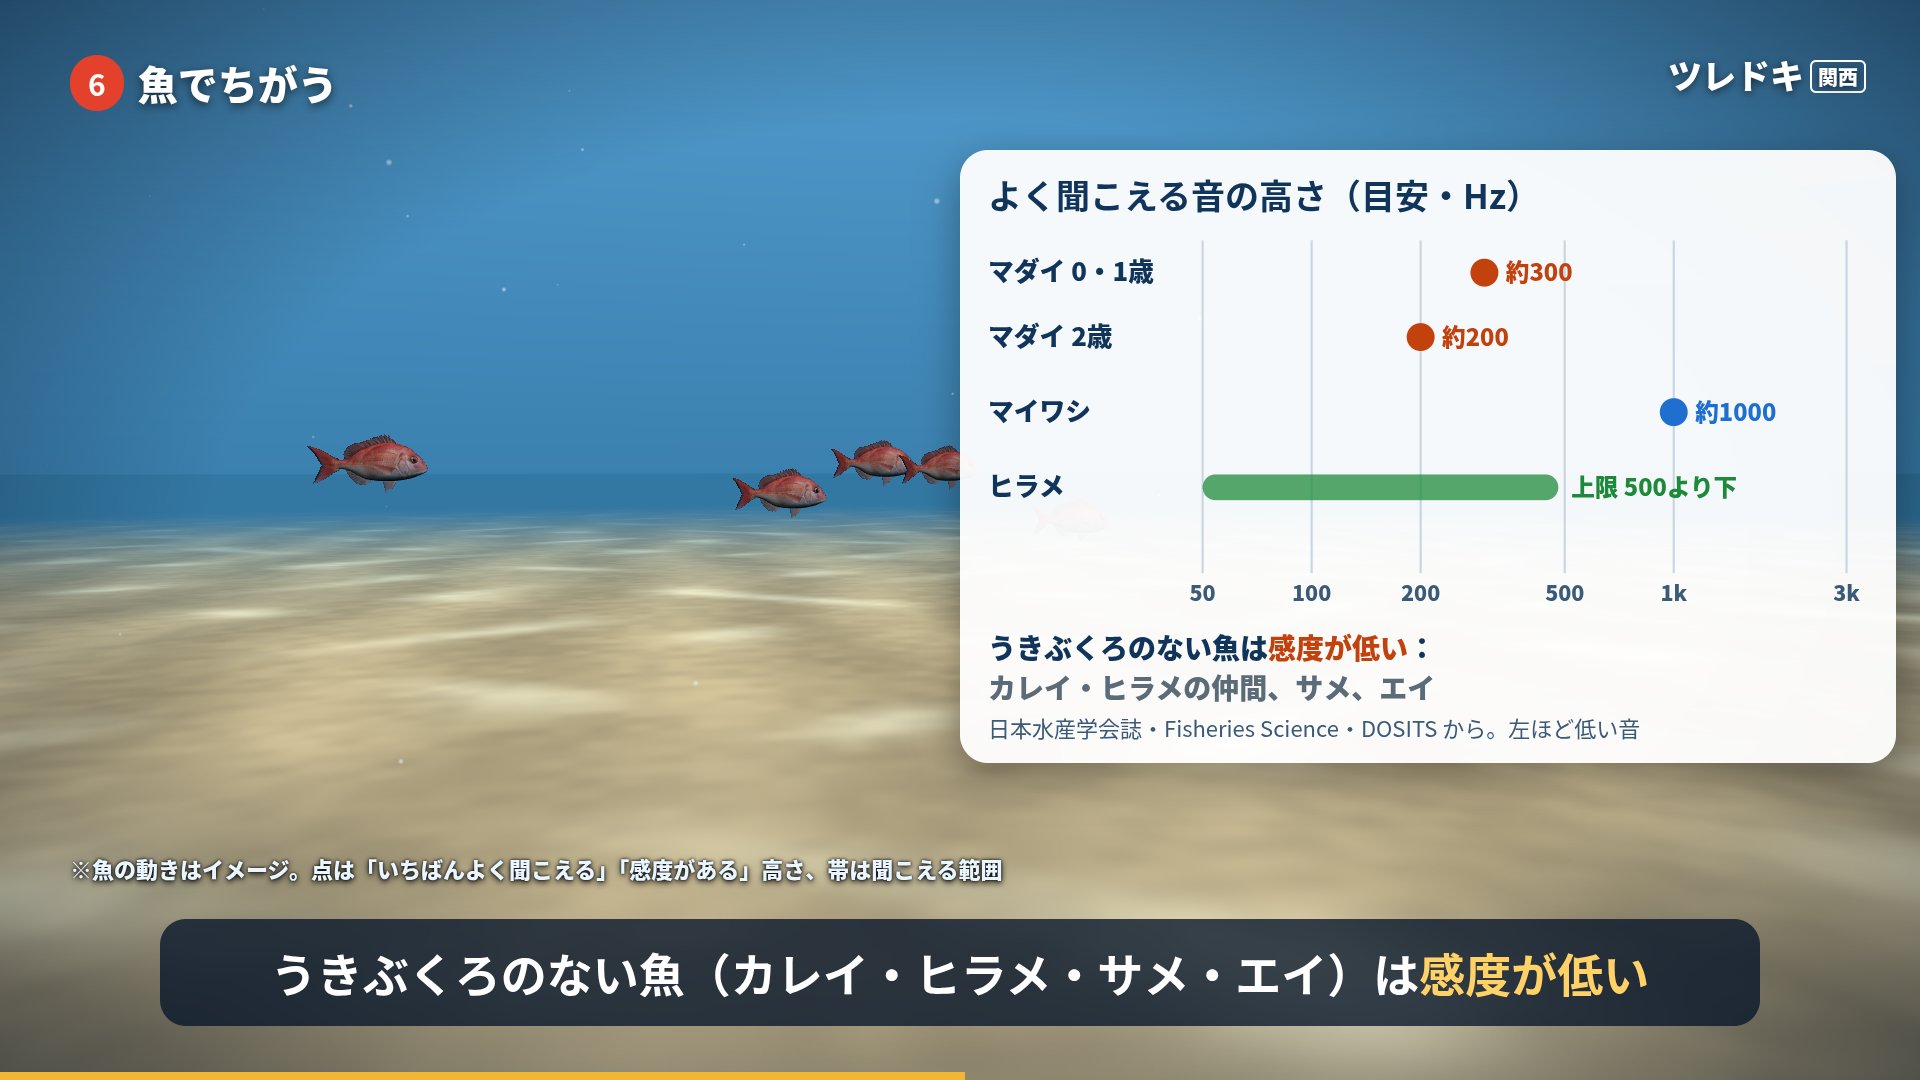 6 魚でちがう
ツレドキ 関西
よく聞こえる音の高さ（目安・Hz）
マダイ 0・1歳 約300
マダイ 2歳 約200
マイワシ 約1000
ヒラメ 上限 500より下
50 100 200 500 1k 3k
うきぶくろのない魚は感度が低い：
カレイ・ヒラメの仲間、サメ、エイ
日本水産学会誌・Fisheries Science・DOSITS から。左ほど低い音
※魚の動きはイメージ。点は「いちばんよく聞こえる」「感度がある」高さ、帯は聞こえる範囲
うきぶくろのない魚（カレイ・ヒラメ・サメ・エイ）は感度が低い